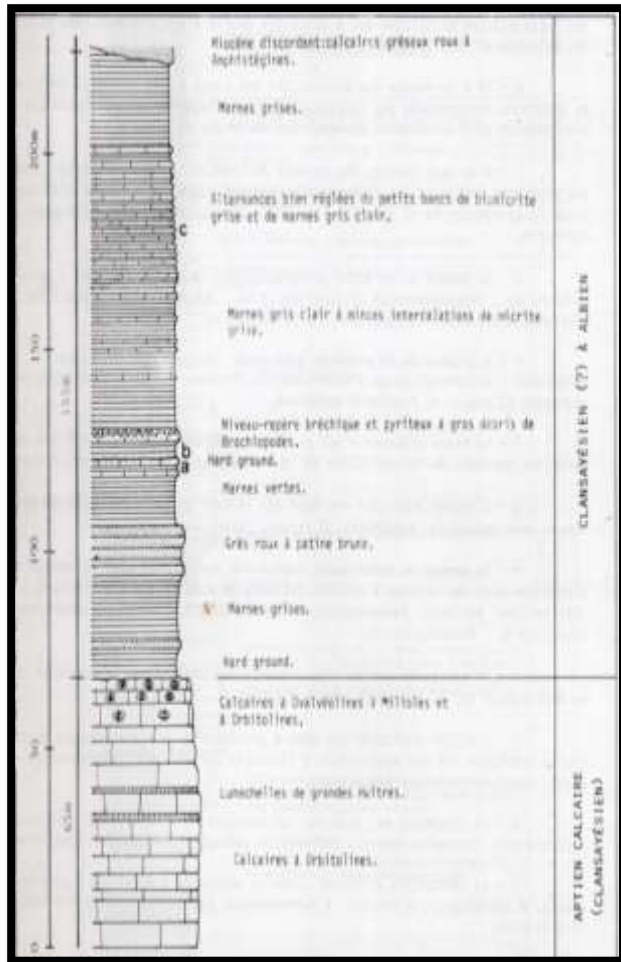 Miocène discordant:calcaires gréseux roux à
Amphistégines.
Marnes grises.
200m
Alternances bien réglées de petits bancs de biomicrite
grise et de marnes gris clair.
c
Marnes gris clair à minces intercalations de micrite
grise.
150
155m
Niveau-repère bréchique et pyriteux à gros débris de
Brachiopodes.
b
Hard ground.
a
Marnes vertes.
100
Grès roux à patine brune.
Marnes grises.
Hard ground.
CLANSAYÉSIEN (?) À ALBIEN
Calcaires à Ovalvéolines à Milioles et
à Orbitolines.
50
Lumachelles de grandes huîtres.
65m
Calcaires à Orbitolines.
0
APTIEN CALCAIRE
(CLANSAYÉSIEN)